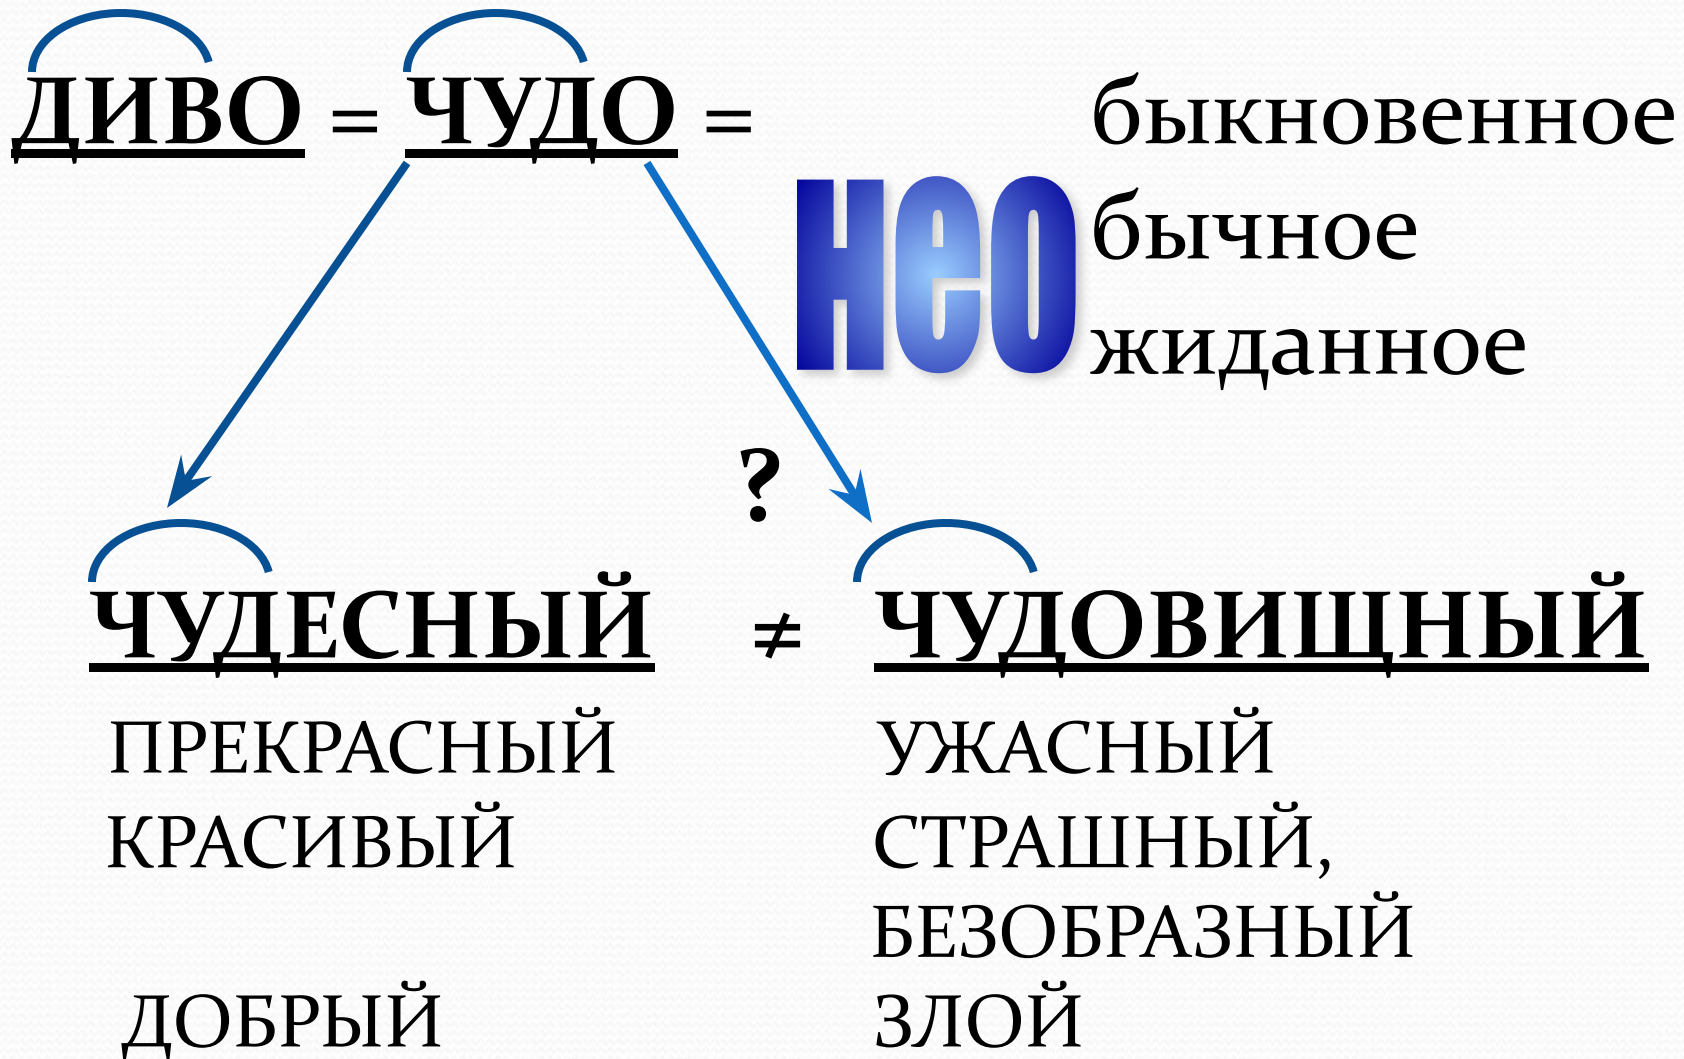 ДИВО = ЧУДО =
нео
быкновенное
бычное
жиданное
?
ЧУДЕСНЫЙ ≠ ЧУДОВИЩНЫЙ
ПРЕКРАСНЫЙ УЖАСНЫЙ
КРАСИВЫЙ СТРАШНЫЙ,
БЕЗОБРАЗНЫЙ
ДОБРЫЙ ЗЛОЙ